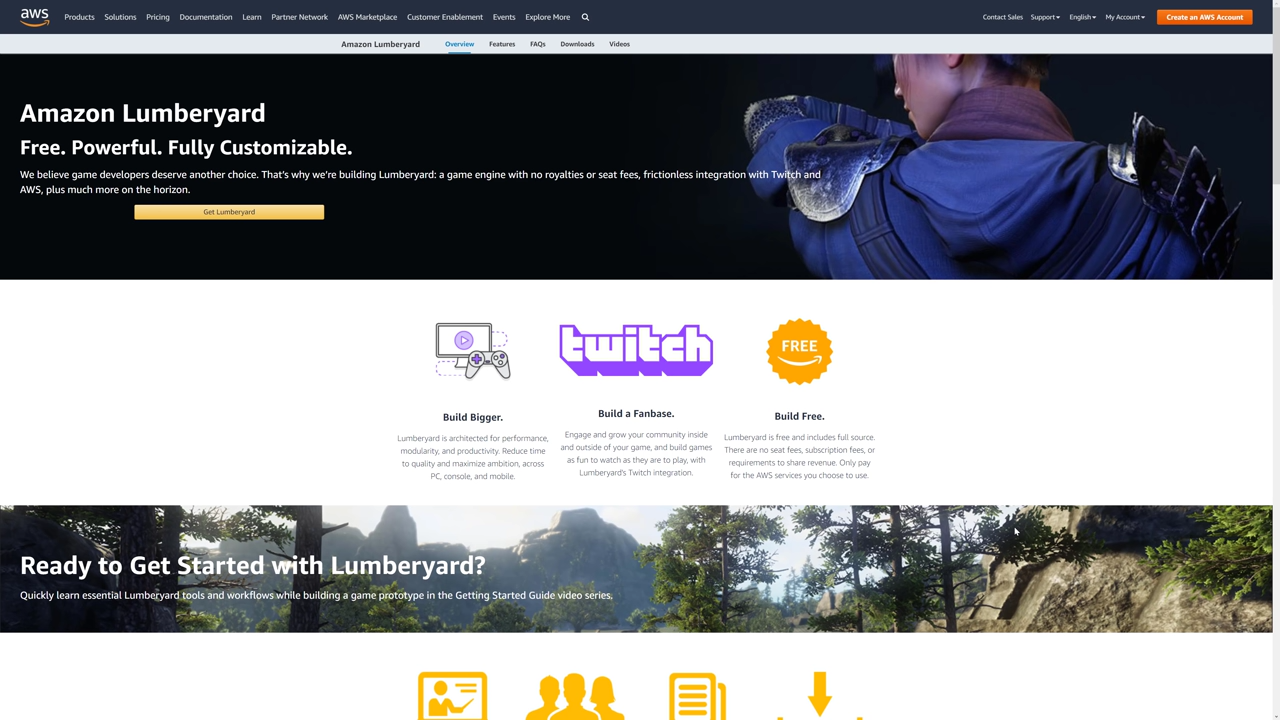 aws
Products Solutions Pricing Documentation Learn Partner Network AWS Marketplace Customer Enablement Events Explore More
Contact Sales Support English My Account Create an AWS Account
Amazon Lumberyard Overview Features FAQs Downloads Videos
Amazon Lumberyard
Free. Powerful. Fully Customizable.
We believe game developers deserve another choice. That's why we're building Lumberyard: a game engine with no royalties or seat fees, frictionless integration with Twitch and
AWS, plus much more on the horizon.
Get Lumberyard
twitch
FREE
Build Bigger.
Lumberyard is architected for performance,
modularity, and productivity. Reduce time
to quality and maximize ambition, across
PC, console, and mobile.
Build a Fanbase.
Engage and grow your community inside
and outside of your game, and build games
as fun to watch as they are to play, with
Lumberyard's Twitch integration.
Build Free.
Lumberyard is free and includes full source.
There are no seat fees, subscription fees, or
requirements to share revenue. Only pay
for the AWS services you choose to use.
Ready to Get Started with Lumberyard?
Quickly learn essential Lumberyard tools and workflows while building a game prototype in the Getting Started Guide video series.